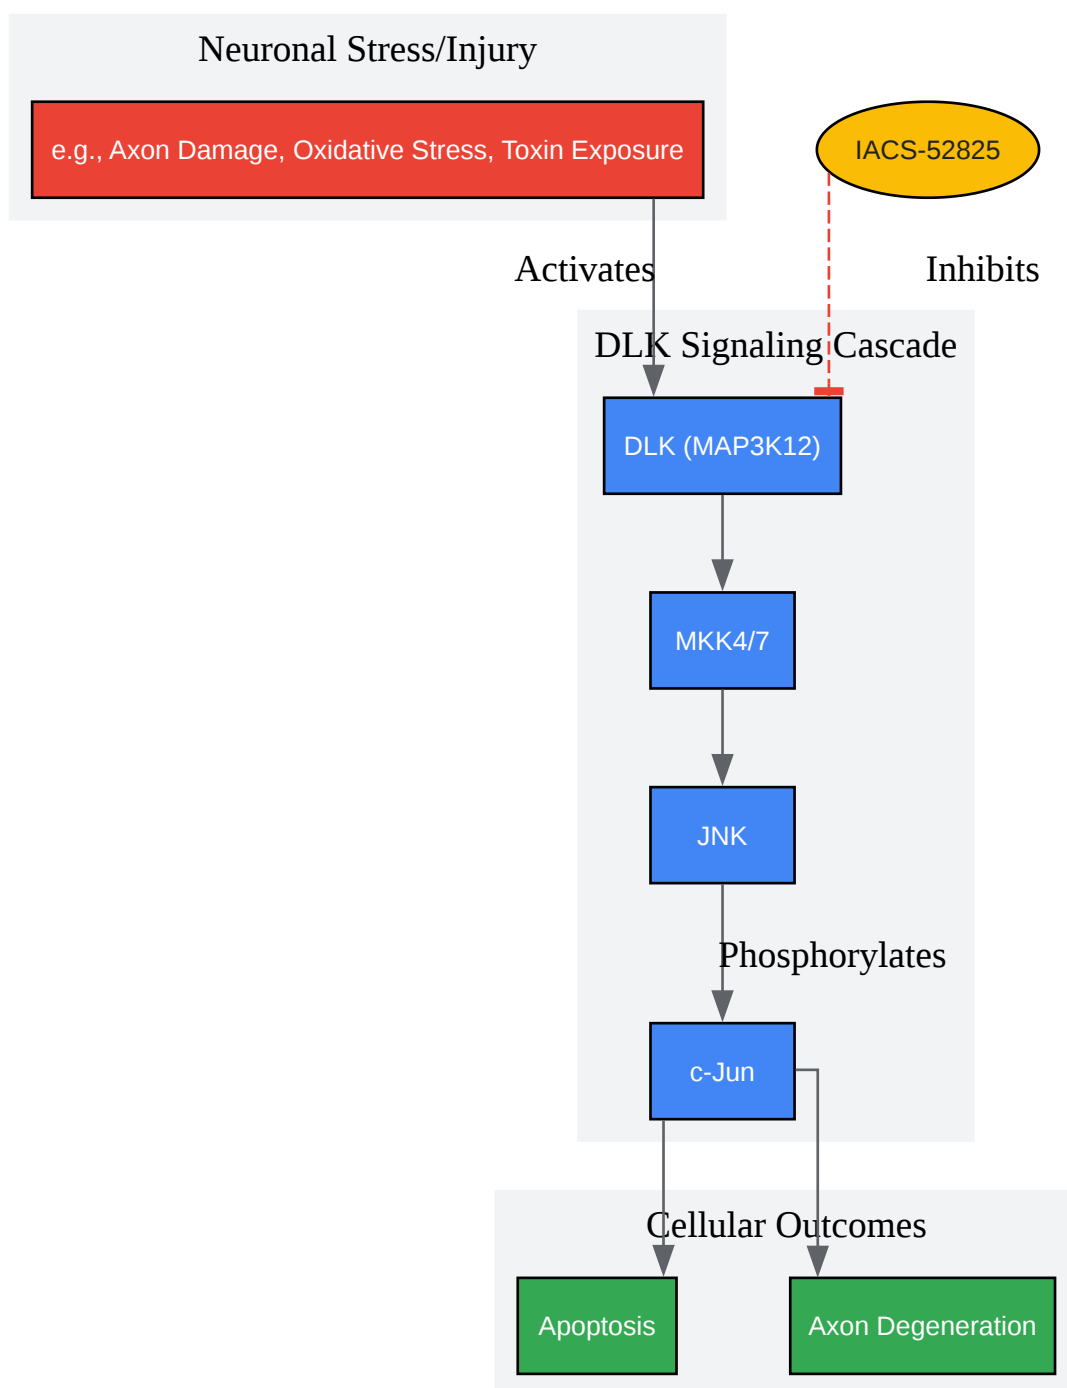 Neuronal Stress/Injury
e.g., Axon Damage, Oxidative Stress, Toxin Exposure
IACS-52825
Activates
Inhibits
DLK Signaling Cascade
DLK (MAP3K12)
MKK4/7
JNK
Phosphorylates
c-Jun
Cellular Outcomes
Apoptosis
Axon Degeneration